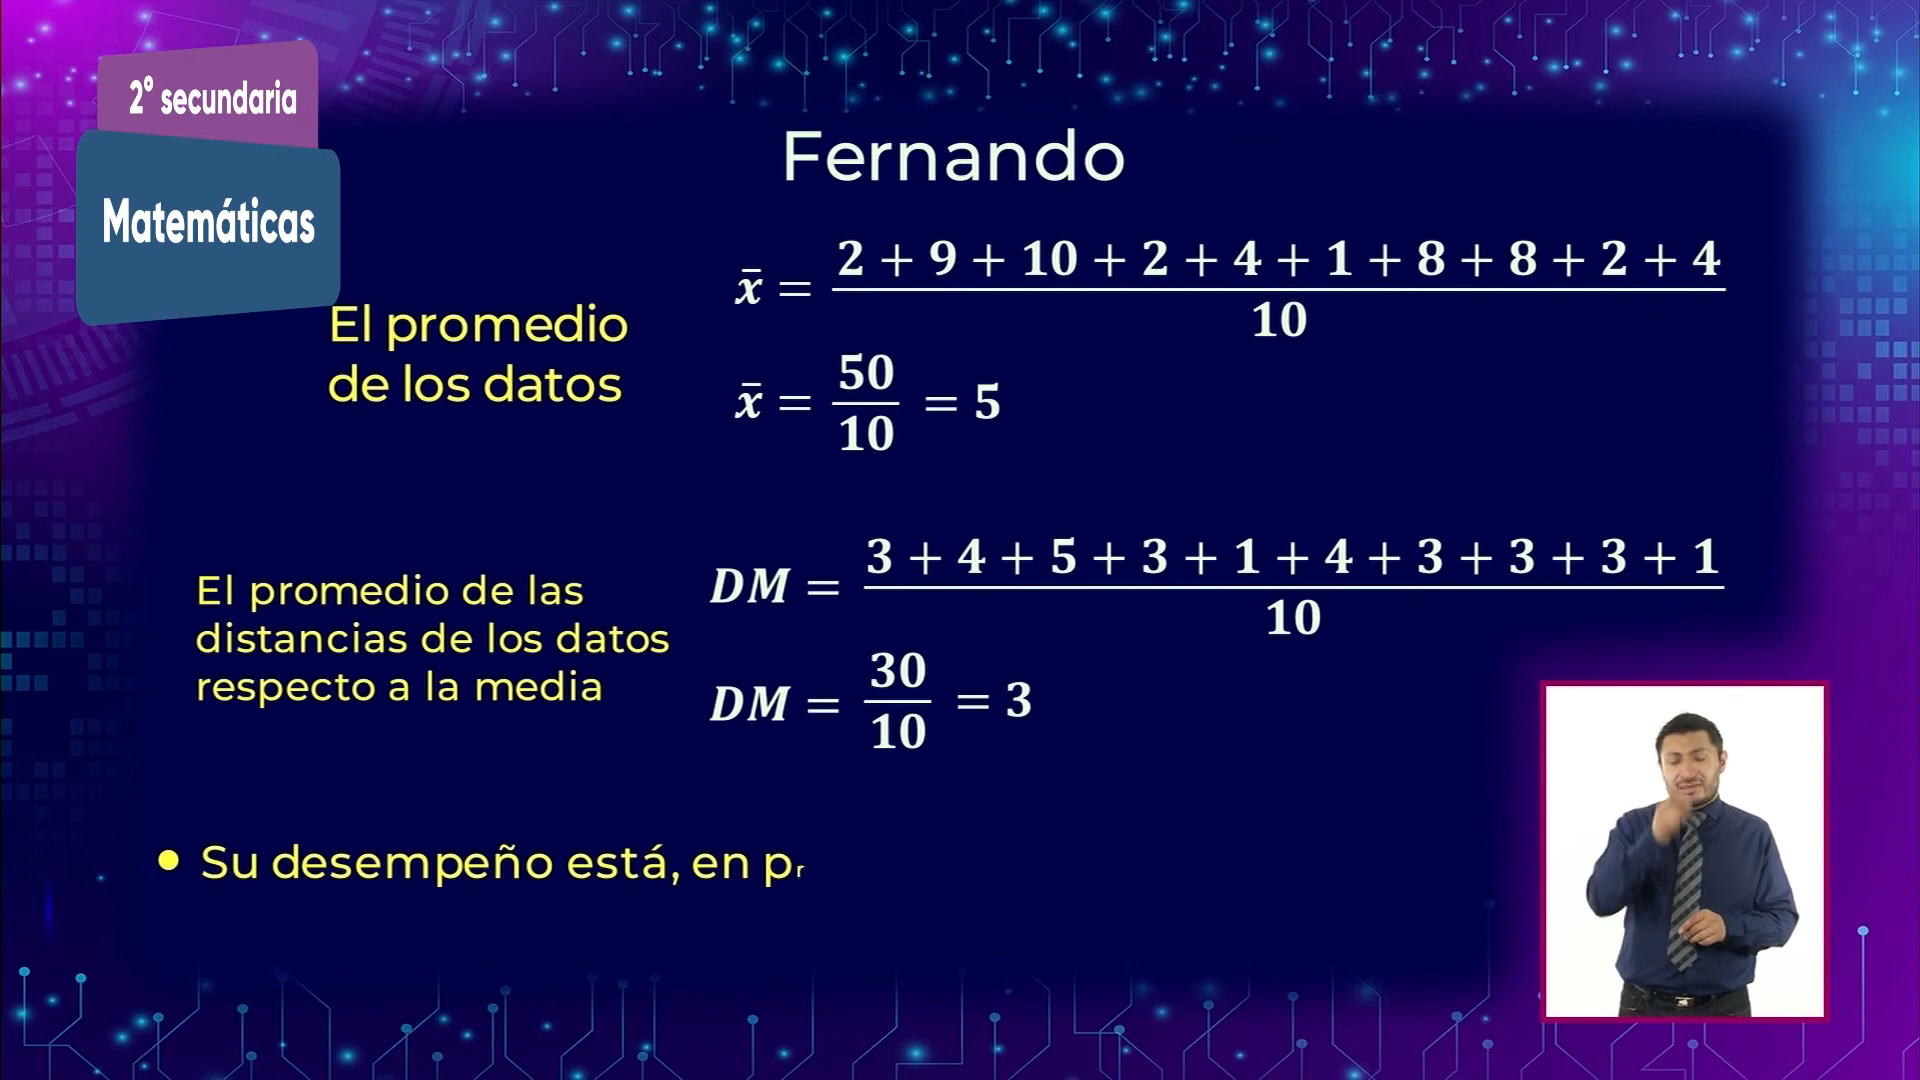 2° secundaria
Matemáticas
Fernando
El promedio
de los datos
x̄ = 2 + 9 + 10 + 2 + 4 + 1 + 8 + 8 + 2 + 4 / 10
x̄ = 50 / 10 = 5
El promedio de las
distancias de los datos
respecto a la media
DM = 3 + 4 + 5 + 3 + 1 + 4 + 3 + 3 + 3 + 1 / 10
DM = 30 / 10 = 3
• Su desempeño está, en pr